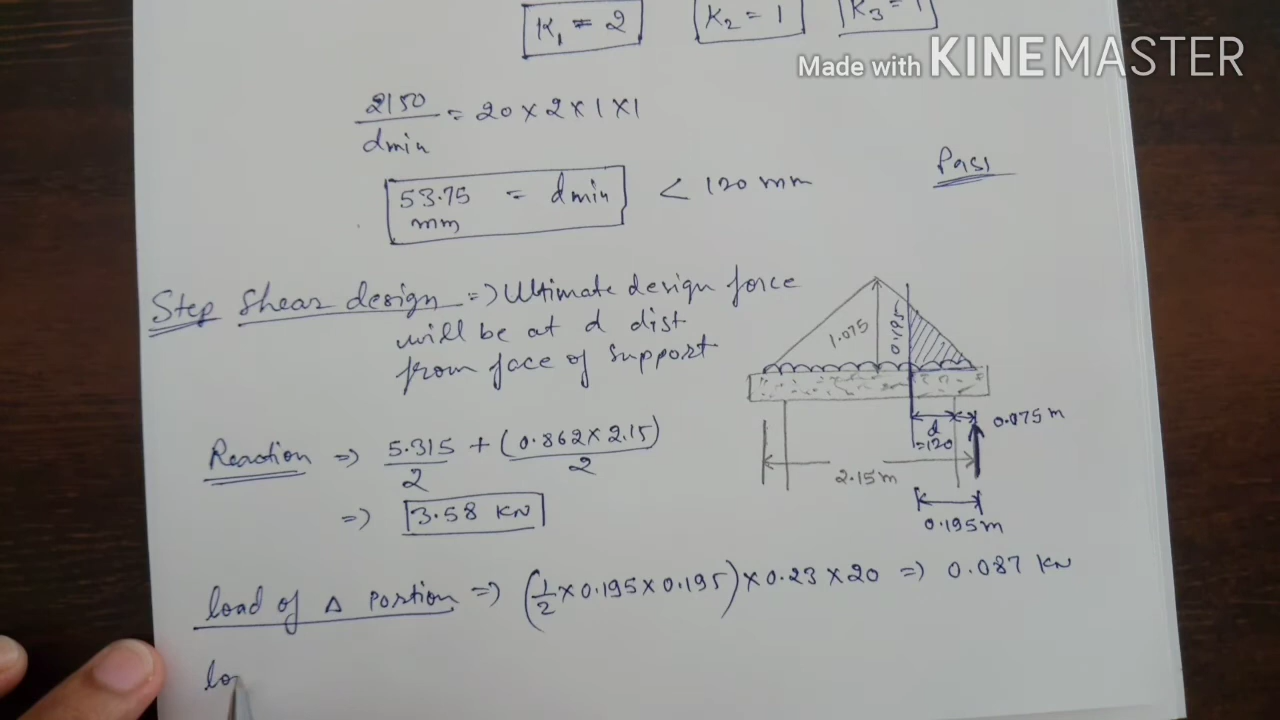 K₁ = 2 K₂ = 1 K₃ = 1
Made with KINEMASTER
2150/dmin = 20 × 2 × 1 × 1
Pass
53.75 mm = dmin < 120 mm
Step Shear design => Ultimate design force
will be at d dist
from face of support
1.075 0.195
0.075 m
d = 120
2.15 m
0.195 m
Reaction => 5.315/2 + (0.862 × 2.15)/2
=> 3.58 KN
load of Δ Portion => (1/2 × 0.195 × 0.195) × 0.23 × 20 => 0.087 KN
lo